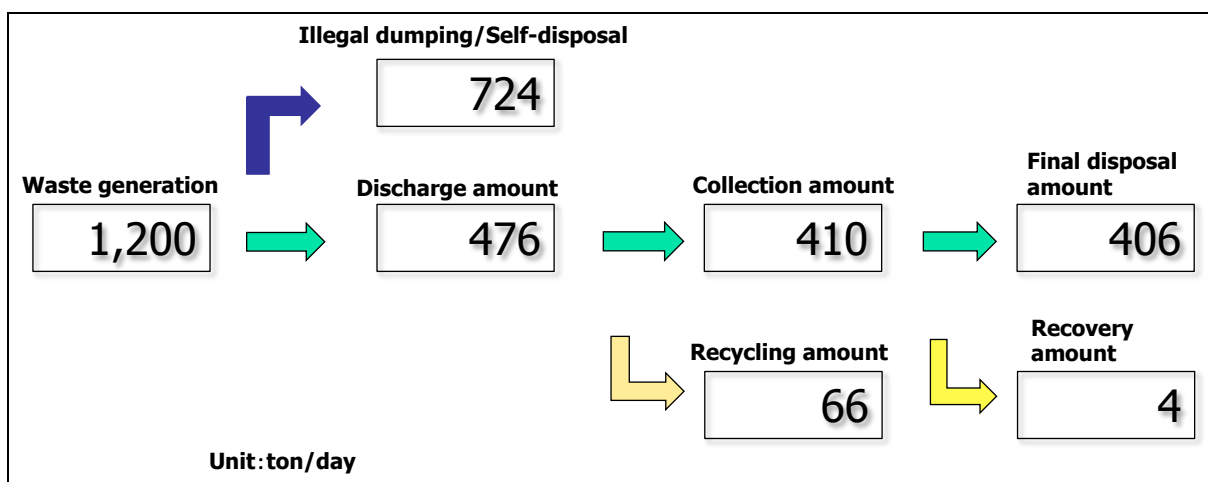 Illegal dumping/Self-disposal
724
Waste generation
1,200
Discharge amount
476
Collection amount
410
Final disposal
amount
406
Recycling amount
66
Recovery
amount
4
Unit:ton/day